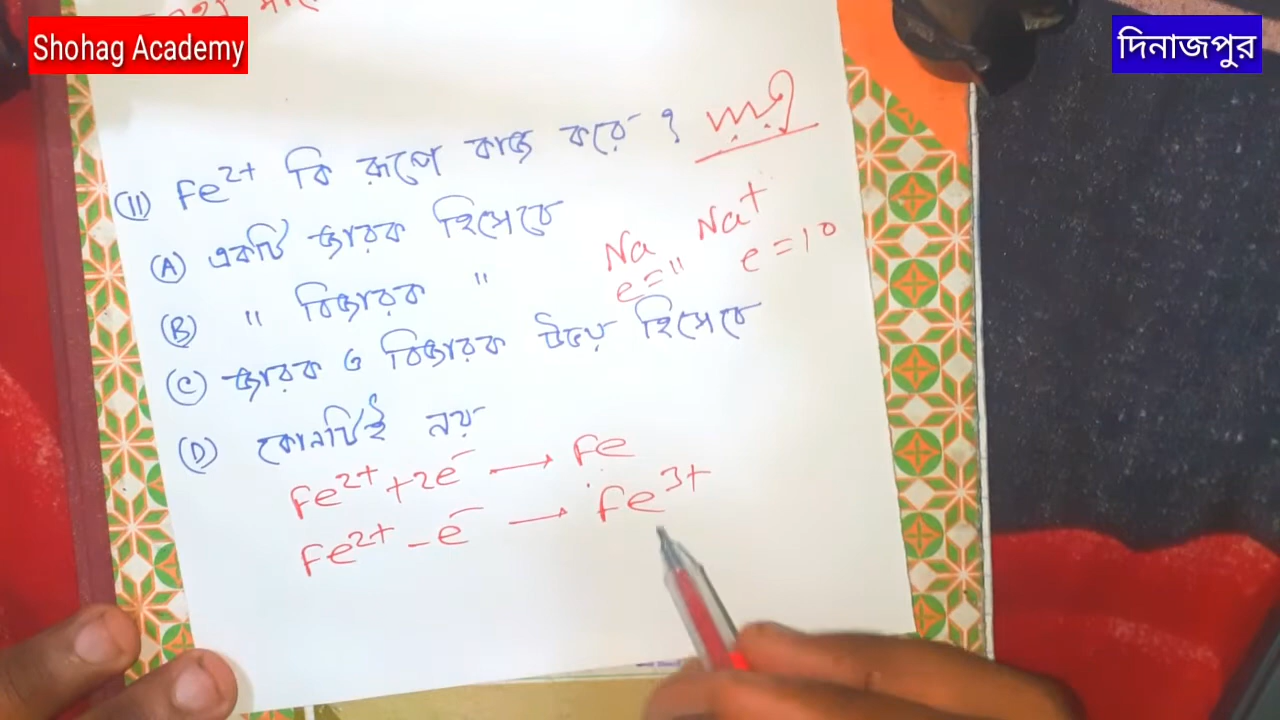 Shohag Academy
দিনাজপুর
(11) Fe2+ কি রূপে কাজ করে ?
(A) একটি জারক হিসেবে
(B) " বিজারক "
(C) জারক ও বিজারক উভয় হিসেবে
(D) কোনটিই নয়
Na Na+
e = 11 e = 10
Fe2+ + 2e- → Fe
Fe2+ - e- → Fe3+